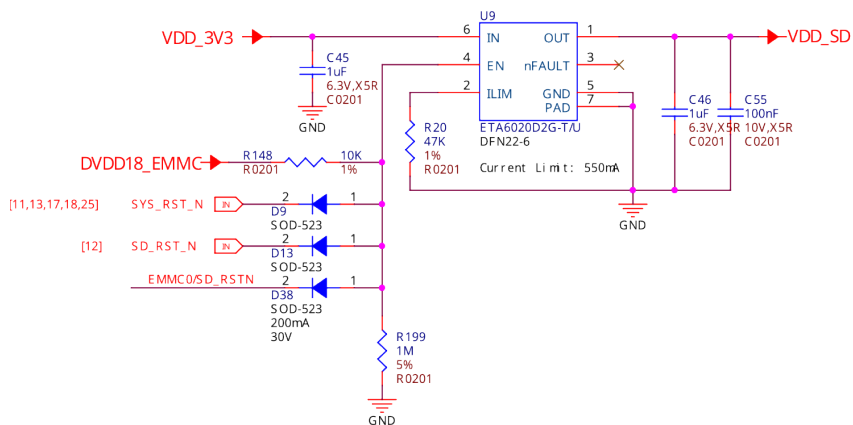 U9
VDD_3V3
6
IN
OUT
1
VDD_SD
4
EN
nFAULT
3
2
ILIM
GND
5
PAD
7
C45
1uF
6.3V,X5R
C0201
GND
R20
47K
1%
R0201
ETA6020D2G-T/U
DFN22-6
Current Limit: 550mA
C46
1uF
6.3V,X5R
C0201
C55
100nF
10V,X5R
C0201
GND
DVDD18_EMMC
R148
R0201
10K
1%
[11,13,17,18,25]
SYS_RST_N
IN
2
1
D9
SOD-523
[12]
SD_RST_N
IN
2
1
D13
SOD-523
EMMC0/SD_RSTN
2
1
D38
SOD-523
200mA
30V
R199
1M
5%
R0201
GND